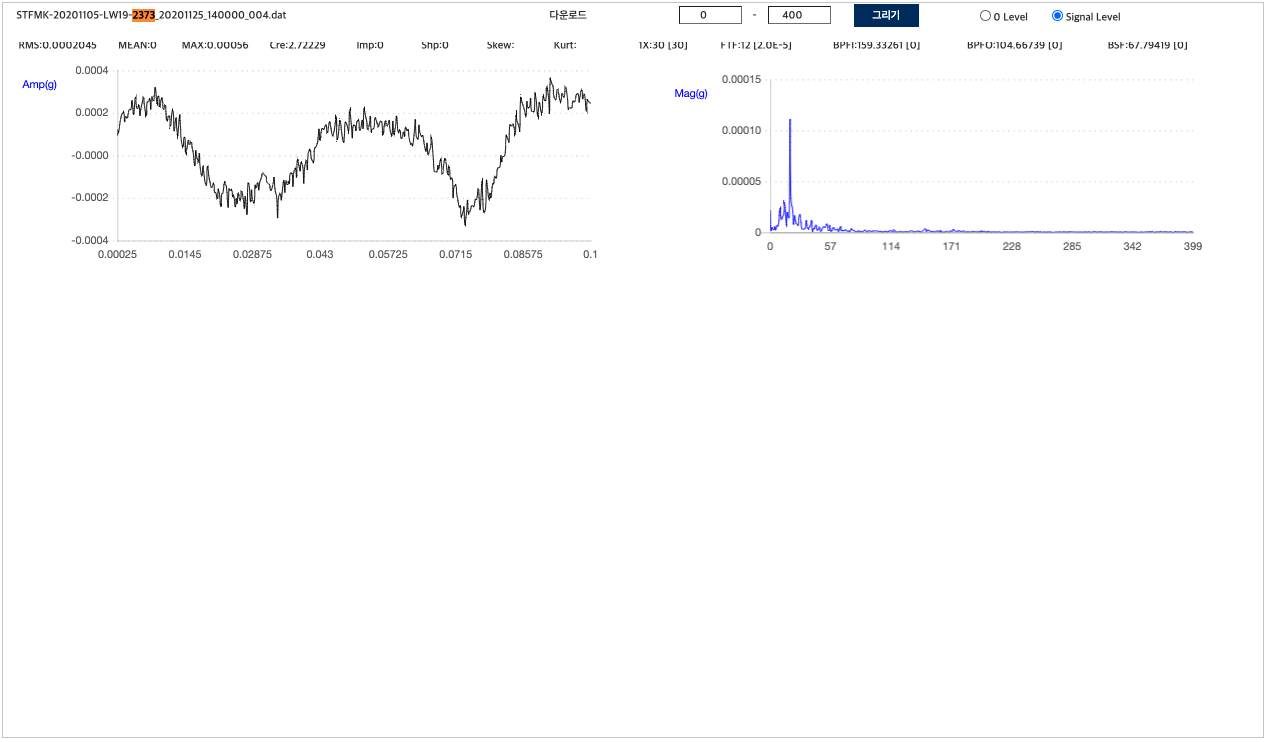 STFMK-20201105-LW19-2373_20201125_140000_004.dat 다운로드 0 - 400 그리기 0 Level Signal Level
RMS:0.0002045 MEAN:0 MAX:0.00056 Cre:2.72229 Imp:0 Shp:0 Skew: Kurt: 1X:30 [30] FTF:12 [2.0E-5] BPFI:159.33261 [0] BPFO:104.66739 [0] BSF:67.79419 [0]
Amp(g)
0.0004
0.0002
-0.0000
-0.0002
-0.0004
0.00025 0.0145 0.02875 0.043 0.05725 0.0715 0.08575 0.1
Mag(g)
0.00015
0.00010
0.00005
0
0 57 114 171 228 285 342 399